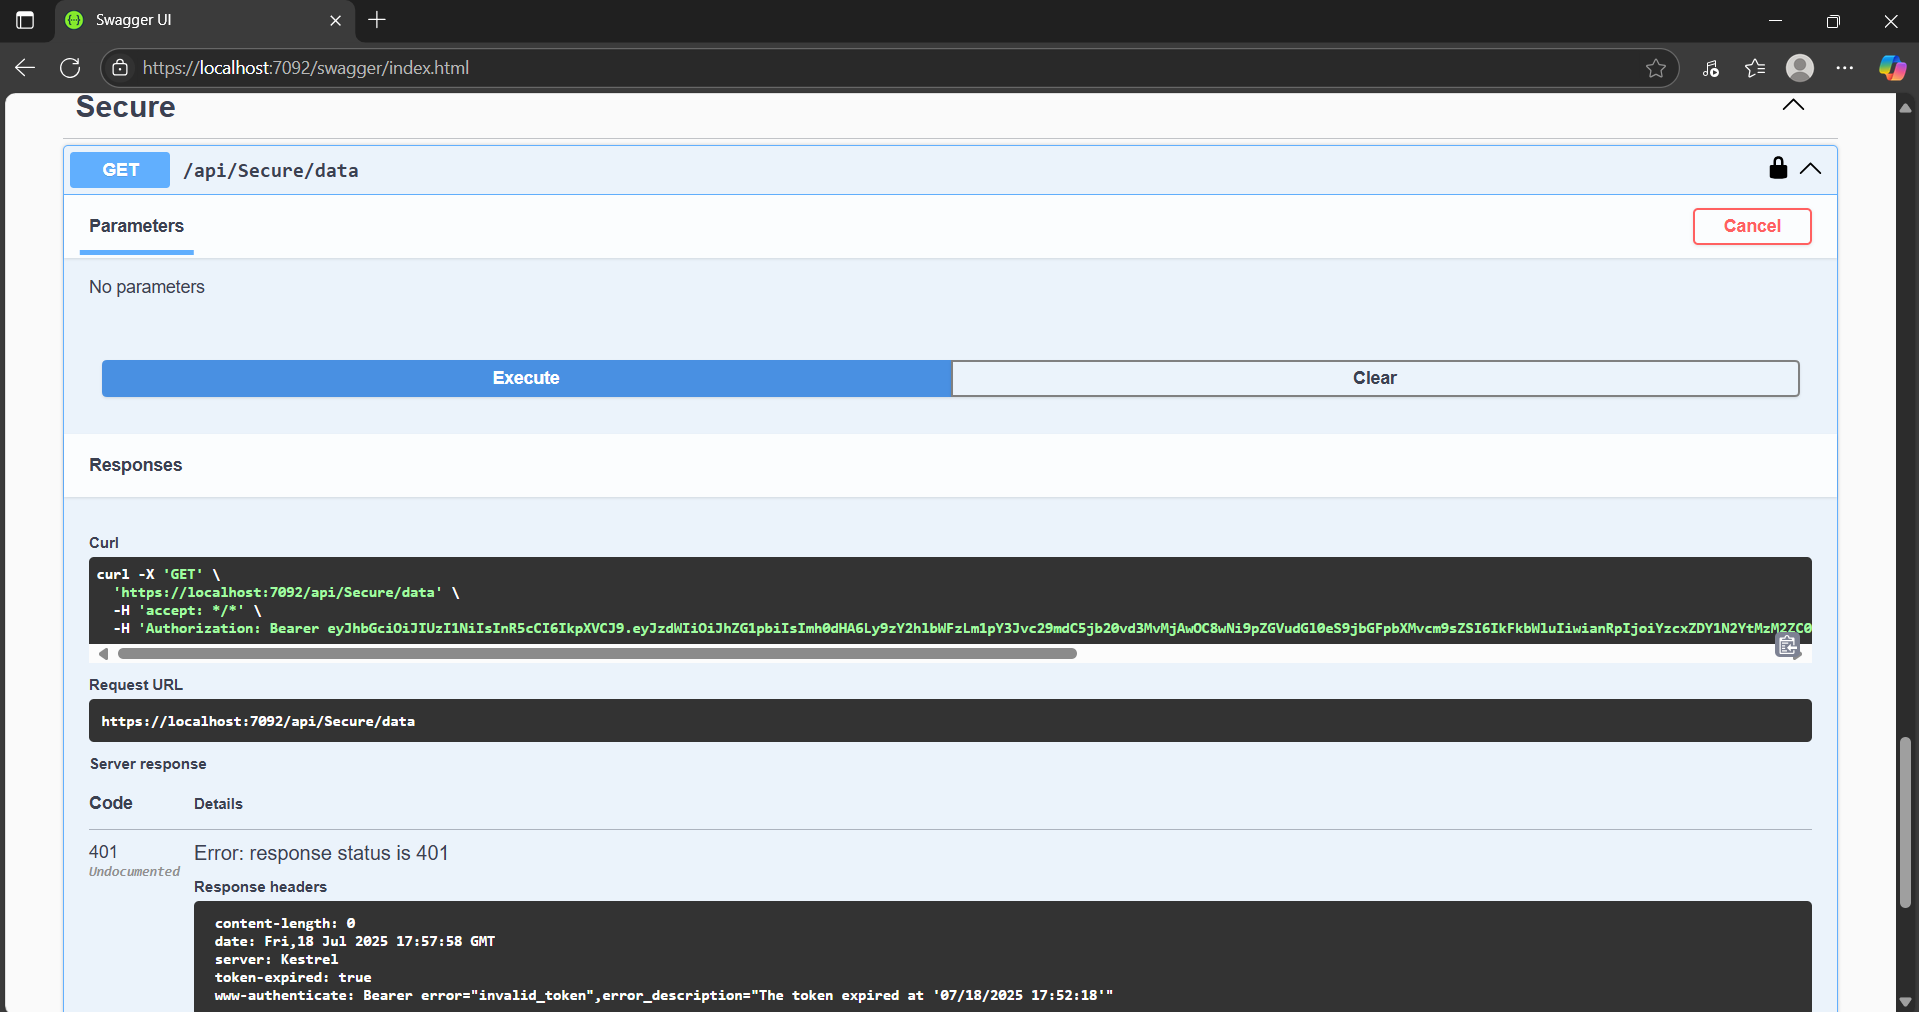 Swagger UI
https://localhost:7092/swagger/index.html
Secure
GET /api/Secure/data
Parameters
Cancel
No parameters
Execute
Clear
Responses
Curl
curl -X 'GET' \
'https://localhost:7092/api/Secure/data' \
-H 'accept: */*' \
-H 'Authorization: Bearer eyJhbGciOiJIUzI1NiIsInR5cCI6IkpXVCJ9.eyJzdWIiOiJhZG1pbiIsImh0dHA6Ly9zY2hlbWFzLm1pY3Jvc29mdC5jb20vd3MvMjAwOC8wNi9pZGVudGl0eS9jbGFpbXMvcm9sZSI6IkFkbWluIiwianRpIjoiYzcxZDY1N2YtMzM2ZC0
Request URL
https://localhost:7092/api/Secure/data
Server response
Code Details
401 Error: response status is 401
Undocumented
Response headers
content-length: 0
date: Fri,18 Jul 2025 17:57:58 GMT
server: Kestrel
token-expired: true
www-authenticate: Bearer error="invalid_token",error_description="The token expired at '07/18/2025 17:52:18'"